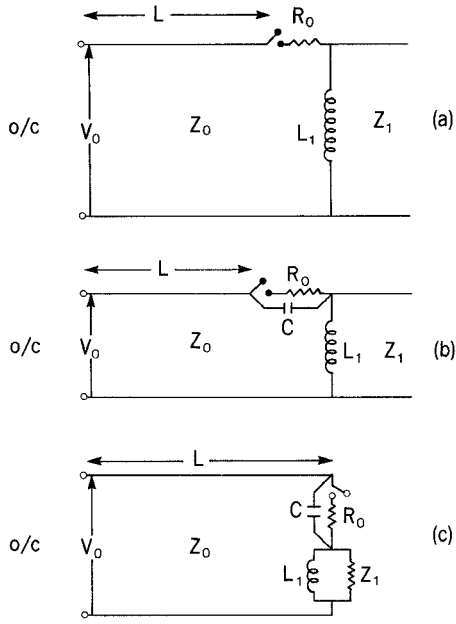 L R₀
o/c V₀ Z₀ L₁ Z₁ (a)
L R₀
C
o/c V₀ Z₀ L₁ Z₁ (b)
L
C R₀
o/c V₀ Z₀ (c)
L₁ Z₁